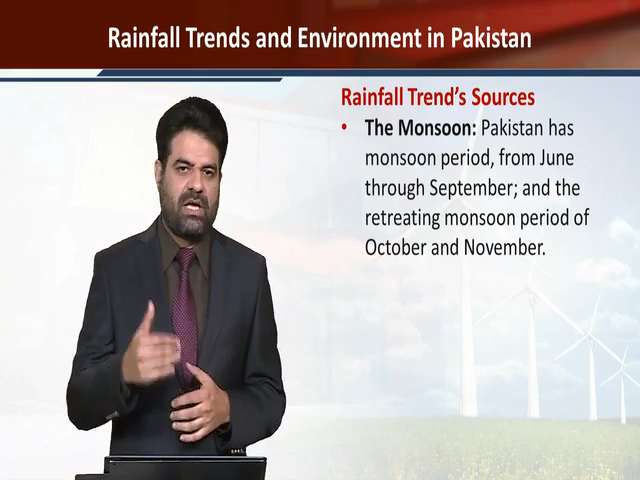 Rainfall Trends and Environment in Pakistan
Rainfall Trend's Sources
• The Monsoon: Pakistan has
monsoon period, from June
through September; and the
retreating monsoon period of
October and November.